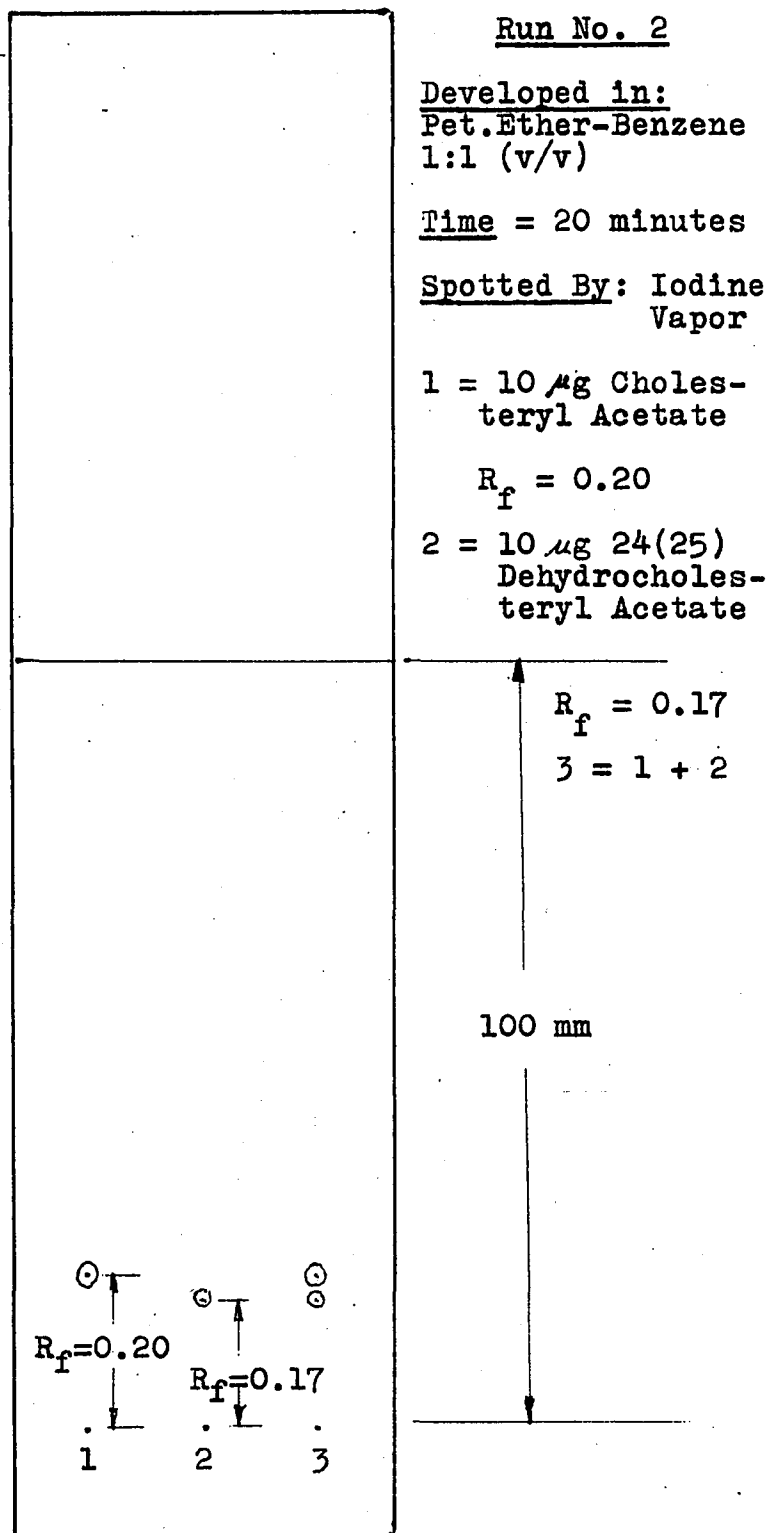 Run No. 2
Developed in:
Pet.Ether-Benzene
1:1 (v/v)
Time = 20 minutes
Spotted By: Iodine
Vapor
1 = 10 μg Choles-
teryl Acetate
Rf = 0.20
2 = 10 μg 24(25)
Dehydrocholes-
teryl Acetate
Rf = 0.17
3 = 1 + 2
100 mm
Rf=0.20
Rf=0.17
1 2 3